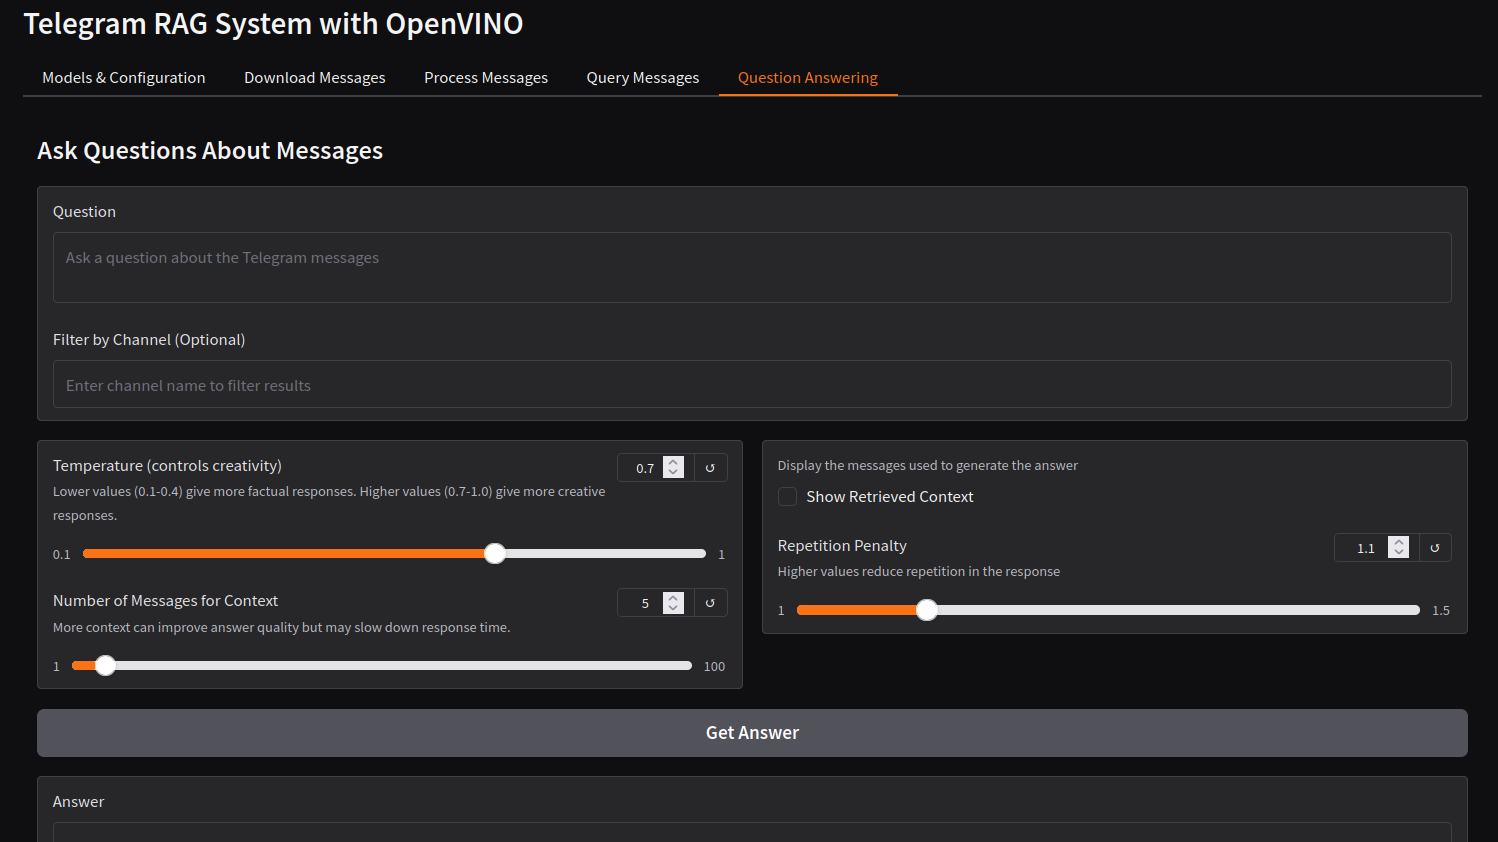 Telegram RAG System with OpenVINO
Models & Configuration Download Messages Process Messages Query Messages Question Answering
Ask Questions About Messages
Question
Ask a question about the Telegram messages
Filter by Channel (Optional)
Enter channel name to filter results
Temperature (controls creativity)
0.7
↺
Lower values (0.1-0.4) give more factual responses. Higher values (0.7-1.0) give more creative
responses.
0.1
1
Number of Messages for Context
5
↺
More context can improve answer quality but may slow down response time.
1
100
Display the messages used to generate the answer
Show Retrieved Context
Repetition Penalty
1.1
↺
Higher values reduce repetition in the response
1
1.5
Get Answer
Answer